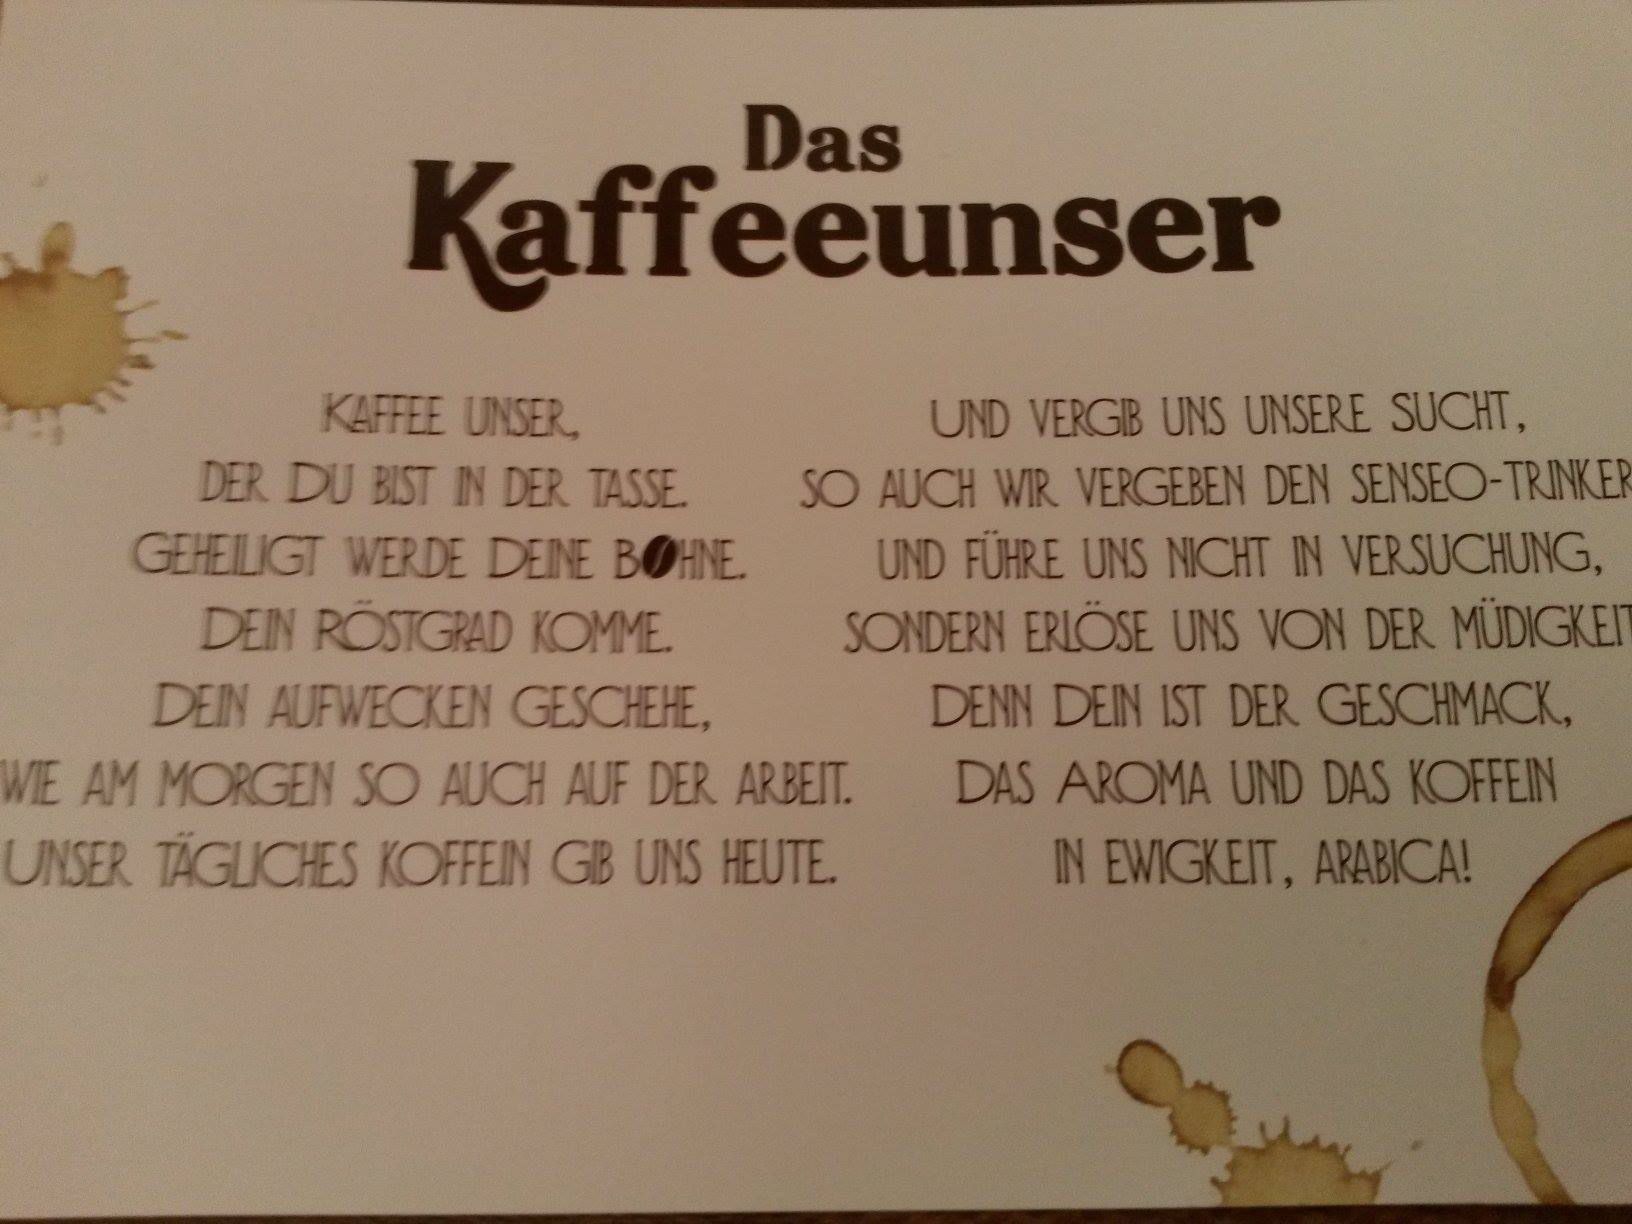 Das
Kaffeeunser
KAFFEE UNSER,
DER DU BIST IN DER TASSE.
GEHEILIGT WERDE DEINE BOHNE.
DEIN RÖSTGRAD KOMME.
DEIN AUFWECKEN GESCHEHE,
WIE AM MORGEN SO AUCH AUF DER ARBEIT.
UNSER TÄGLICHES KOFFEIN GIB UNS HEUTE.
UND VERGIB UNS UNSERE SUCHT,
SO AUCH WIR VERGEBEN DEN SENSEO-TRINKER
UND FÜHRE UNS NICHT IN VERSUCHUNG,
SONDERN ERLÖSE UNS VON DER MÜDIGKEIT
DENN DEIN IST DER GESCHMACK,
DAS AROMA UND DAS KOFFEIN
IN EWIGKEIT, ARABICA!